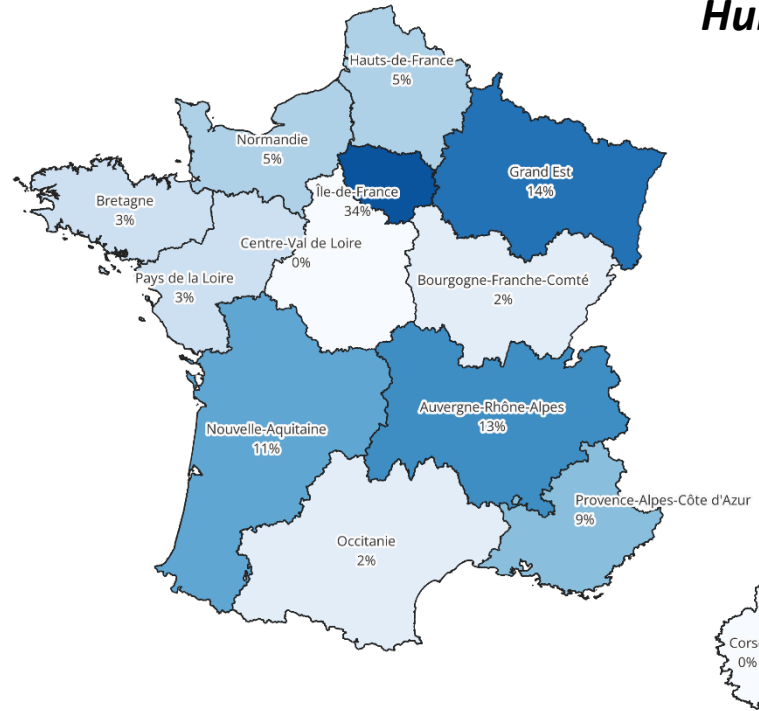 Hauts-de-France
5%
Normandie
5%
Grand Est
14%
Île-de-France
34%
Bretagne
3%
Centre-Val de Loire
0%
Pays de la Loire
3%
Bourgogne-Franche-Comté
2%
Auvergne-Rhône-Alpes
13%
Nouvelle-Aquitaine
11%
Provence-Alpes-Côte d'Azur
9%
Occitanie
2%
0%